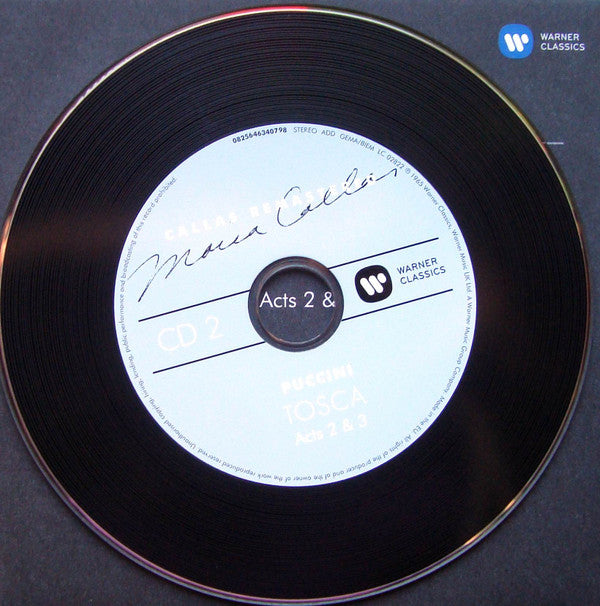 WARNER
CLASSICS
0825646340798 STEREO ADD GEMA/BIEM LC 02822 ℗ 1965 Warner Classics, Warner Music UK Ltd. A Warner Music Group Company. Made in the EU. All rights of the producer and of the owner of the work reproduced reserved. Unauthorised copying, hiring, lending, public performance and broadcasting of this record prohibited.
CALLAS REMASTERED
Maria Callas
WARNER
CLASSICS
CD 2
Acts 2 &
PUCCINI
TOSCA
Acts 2 & 3